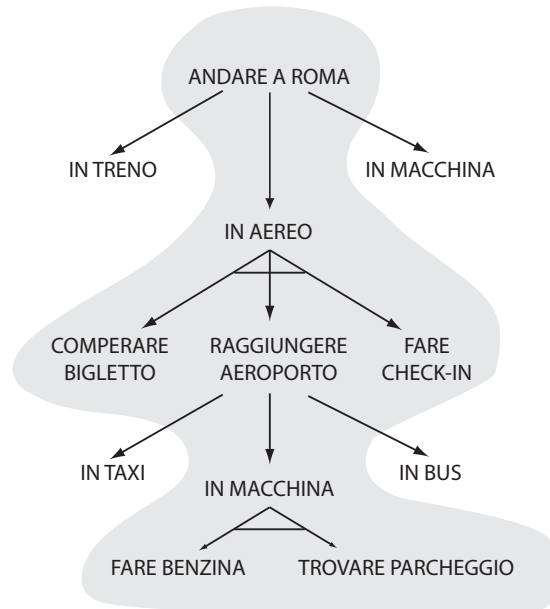 ANDARE A ROMA
IN TRENO
IN MACCHINA
IN AEREO
COMPERARE
BIGLIETTO
RAGGIUNGERE
AEROPORTO
FARE
CHECK-IN
IN TAXI
IN MACCHINA
IN BUS
FARE BENZINA
TROVARE PARCHEGGIO